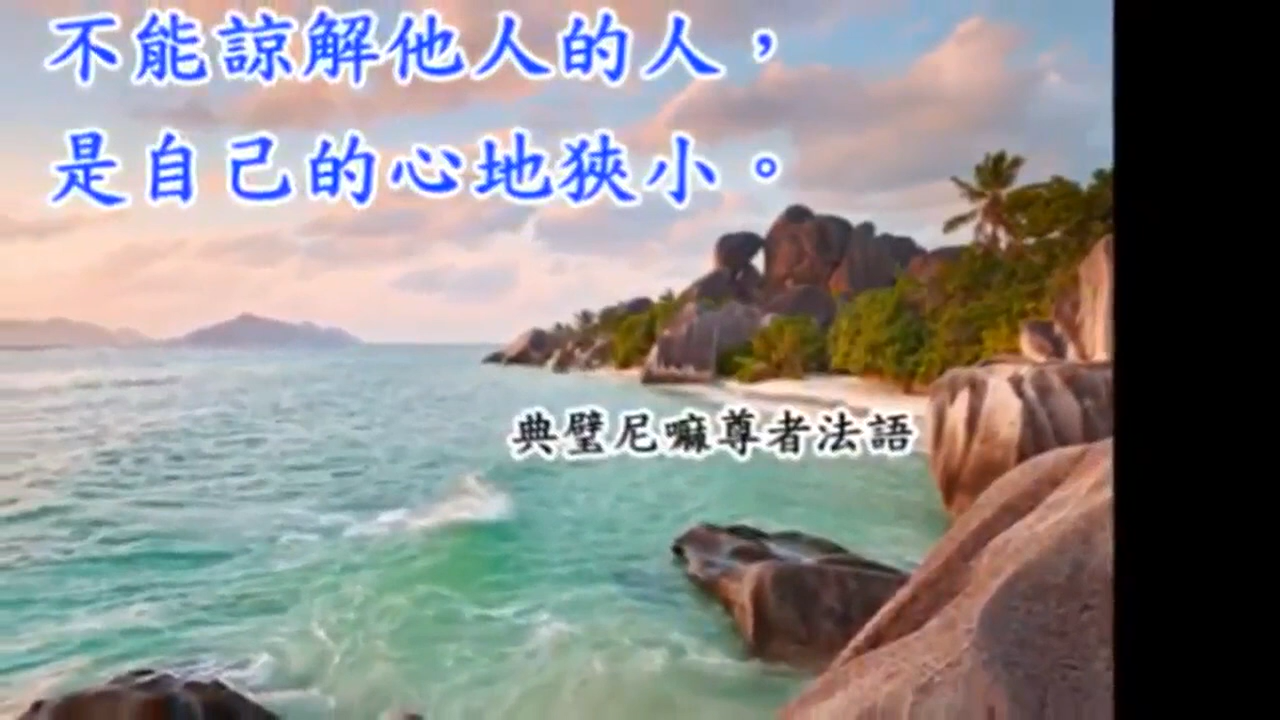 不能諒解他人的人，
是自己的心地狹小。
典璧尼嘛尊者法語